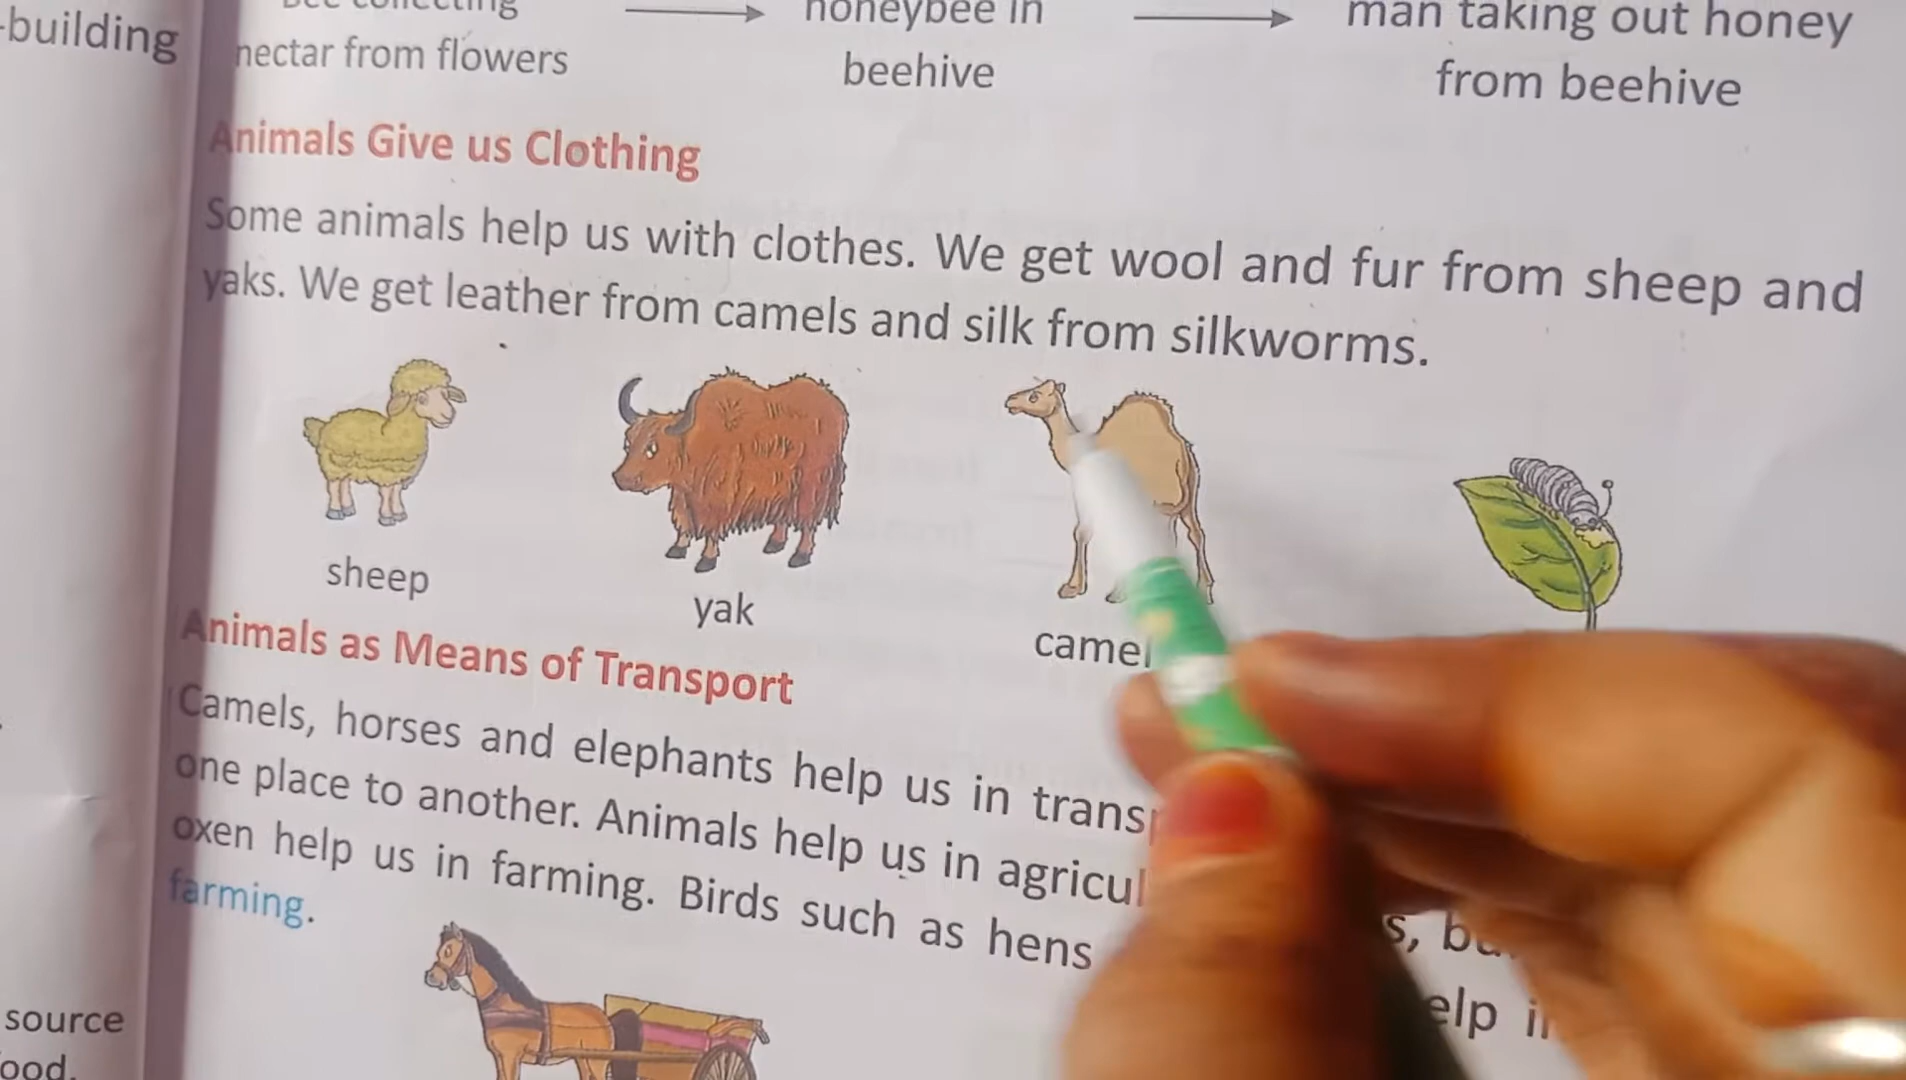 -building
collecting
nectar from flowers
honeybee in
beehive
man taking out honey
from beehive
Animals Give us Clothing
Some animals help us with clothes. We get wool and fur from sheep and
yaks. We get leather from camels and silk from silkworms.
sheep
yak
camel
Animals as Means of Transport
Camels, horses and elephants help us in
one place to another. Animals help us in
oxen help us in farming. Birds such as hens
farming.
source